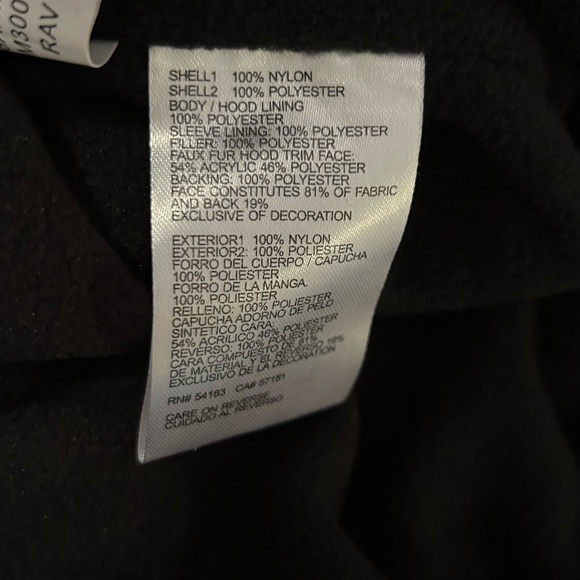 M300
RAV
SHELL1 100% NYLON
SHELL2 100% POLYESTER
BODY / HOOD LINING
100% POLYESTER
SLEEVE LINING: 100% POLYESTER
FILLER: 100% POLYESTER
FAUX FUR HOOD TRIM FACE:
54% ACRYLIC 46% POLYESTER
BACKING: 100% POLYESTER
FACE CONSTITUTES 81% OF FABRIC
AND BACK 19%
EXCLUSIVE OF DECORATION
EXTERIOR1 100% NYLON
EXTERIOR2: 100% POLIESTER
FORRO DEL CUERPO / CAPUCHA
100% POLIESTER
FORRO DE LA MANGA.
100% POLIESTER
RELLENO: 100% POLIESTER
CAPUCHA ADORNO DE PELO
SINTETICO CARA:
54% ACRILICO 46% POLIESTER
REVERSO: 100% POLIESTER
CARA COMPUESTO DE 81%
DE MATERIAL Y EL REVERSO 19%
EXCLUSIVO DE LA DECORATION
RN# 54163 CA# 57151
CARE ON REVERSE
CUIDADO AL REVERSO